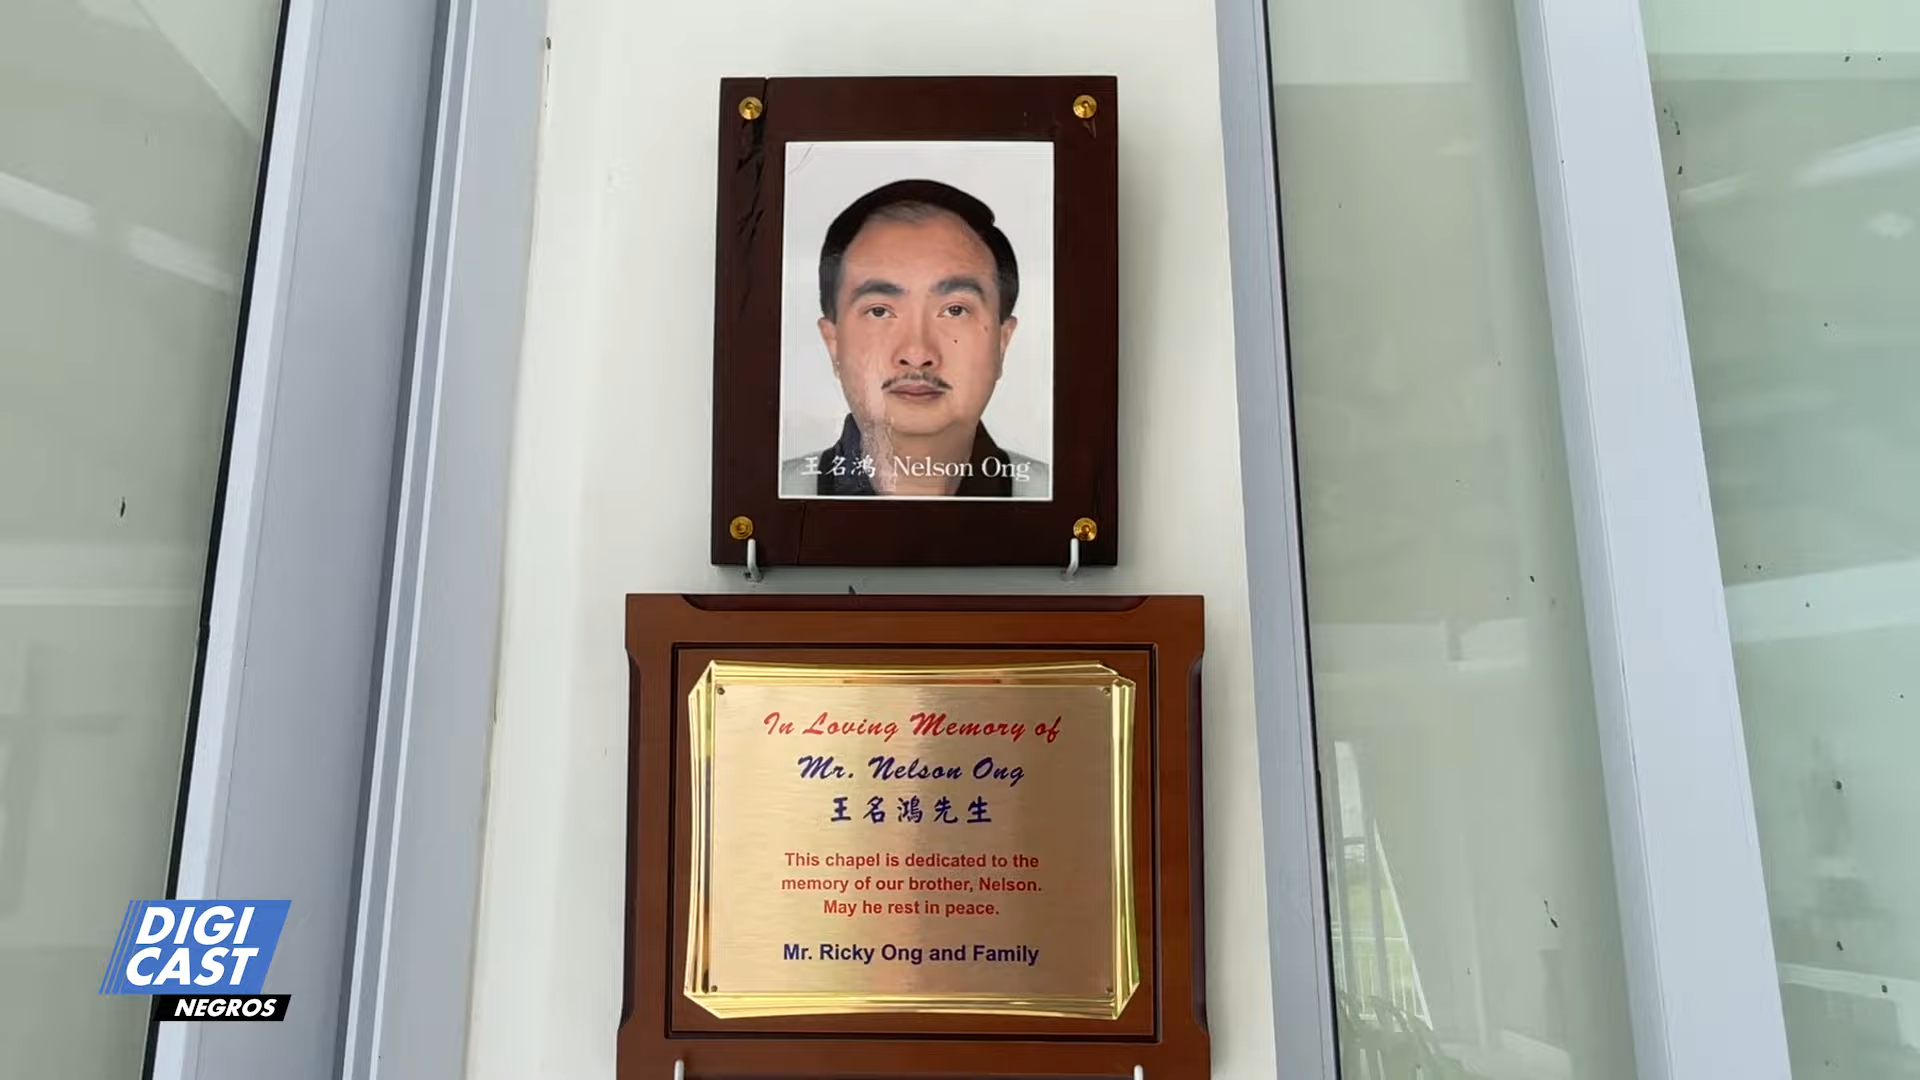 王名鴻 Nelson Ong
In Loving Memory of
Mr. Nelson Ong
王名鴻先生
This chapel is dedicated to the
memory of our brother, Nelson.
May he rest in peace.
Mr. Ricky Ong and Family
DIGI
CAST
NEGROS